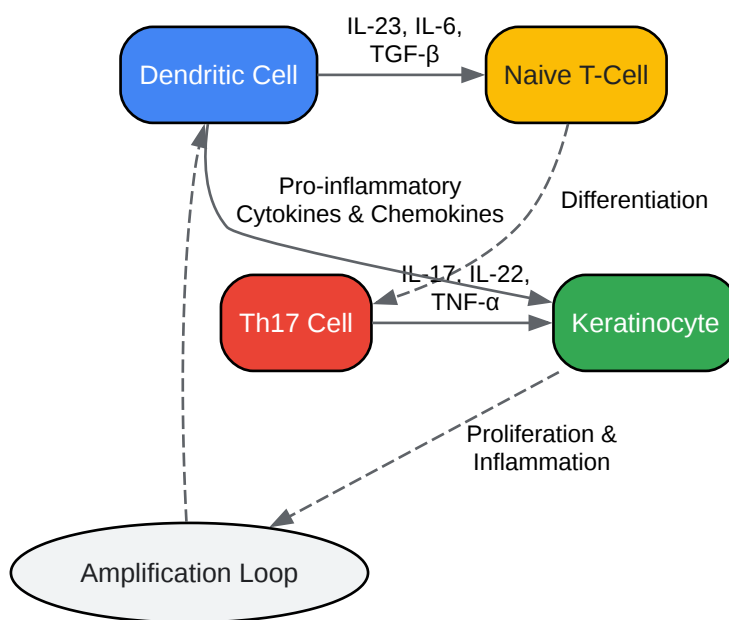 IL-23, IL-6,
TGF-β
Dendritic Cell
Naive T-Cell
Pro-inflammatory
Cytokines & Chemokines
Differentiation
IL-17, IL-22,
TNF-α
Th17 Cell
Keratinocyte
Proliferation &
Inflammation
Amplification Loop